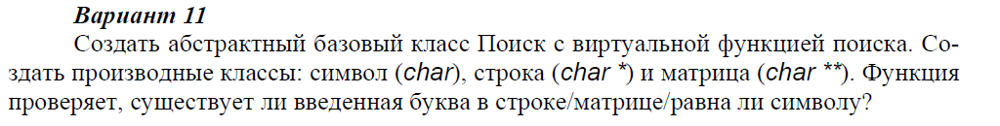 Вариант 11
Создать абстрактный базовый класс Поиск с виртуальной функцией поиска. Со-
здать производные классы: символ (char), строка (char *) и матрица (char **). Функция
проверяет, существует ли введенная буква в строке/матрице/равна ли символу?